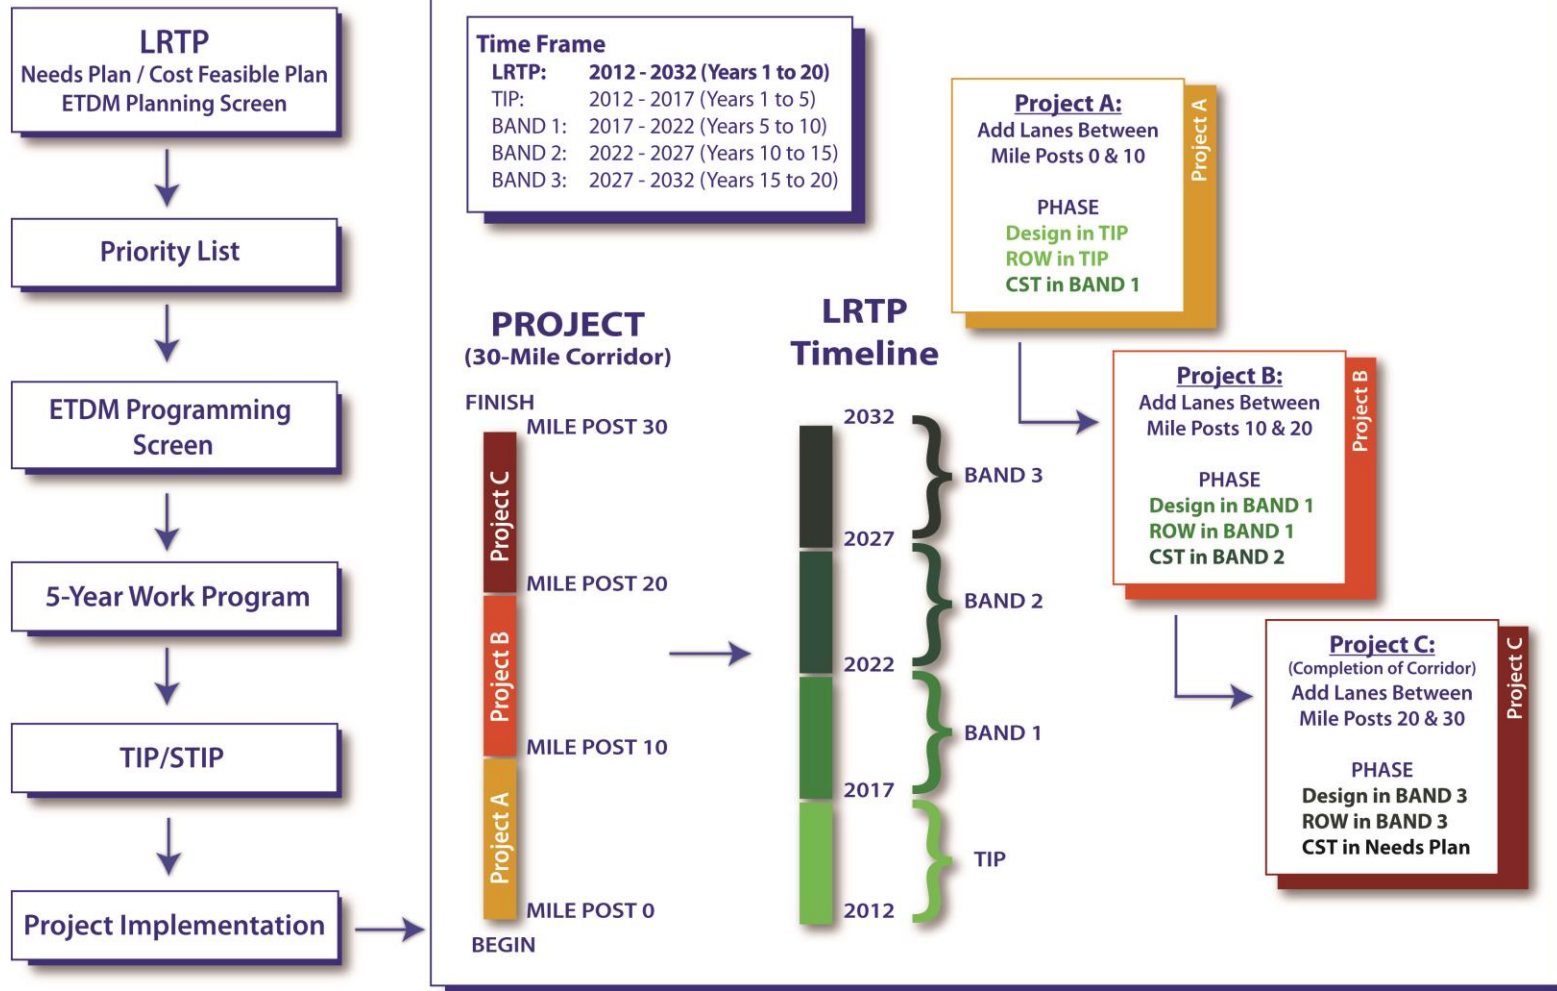 LRTP
Needs Plan / Cost Feasible Plan
ETDM Planning Screen
Priority List
ETDM Programming
Screen
5-Year Work Program
TIP/STIP
Project Implementation
Time Frame
LRTP: 2012 - 2032 (Years 1 to 20)
TIP: 2012 - 2017 (Years 1 to 5)
BAND 1: 2017 - 2022 (Years 5 to 10)
BAND 2: 2022 - 2027 (Years 10 to 15)
BAND 3: 2027 - 2032 (Years 15 to 20)
PROJECT
(30-Mile Corridor)
FINISH
MILE POST 30
Project C
MILE POST 20
Project B
MILE POST 10
Project A
MILE POST 0
BEGIN
LRTP
Timeline
2032
BAND 3
2027
BAND 2
2022
BAND 1
2017
TIP
2012
Project A:
Add Lanes Between
Mile Posts 0 & 10
PHASE
Design in TIP
ROW in TIP
CST in BAND 1
Project A
Project B:
Add Lanes Between
Mile Posts 10 & 20
PHASE
Design in BAND 1
ROW in BAND 1
CST in BAND 2
Project B
Project C:
(Completion of Corridor)
Add Lanes Between
Mile Posts 20 & 30
PHASE
Design in BAND 3
ROW in BAND 3
CST in Needs Plan
Project C